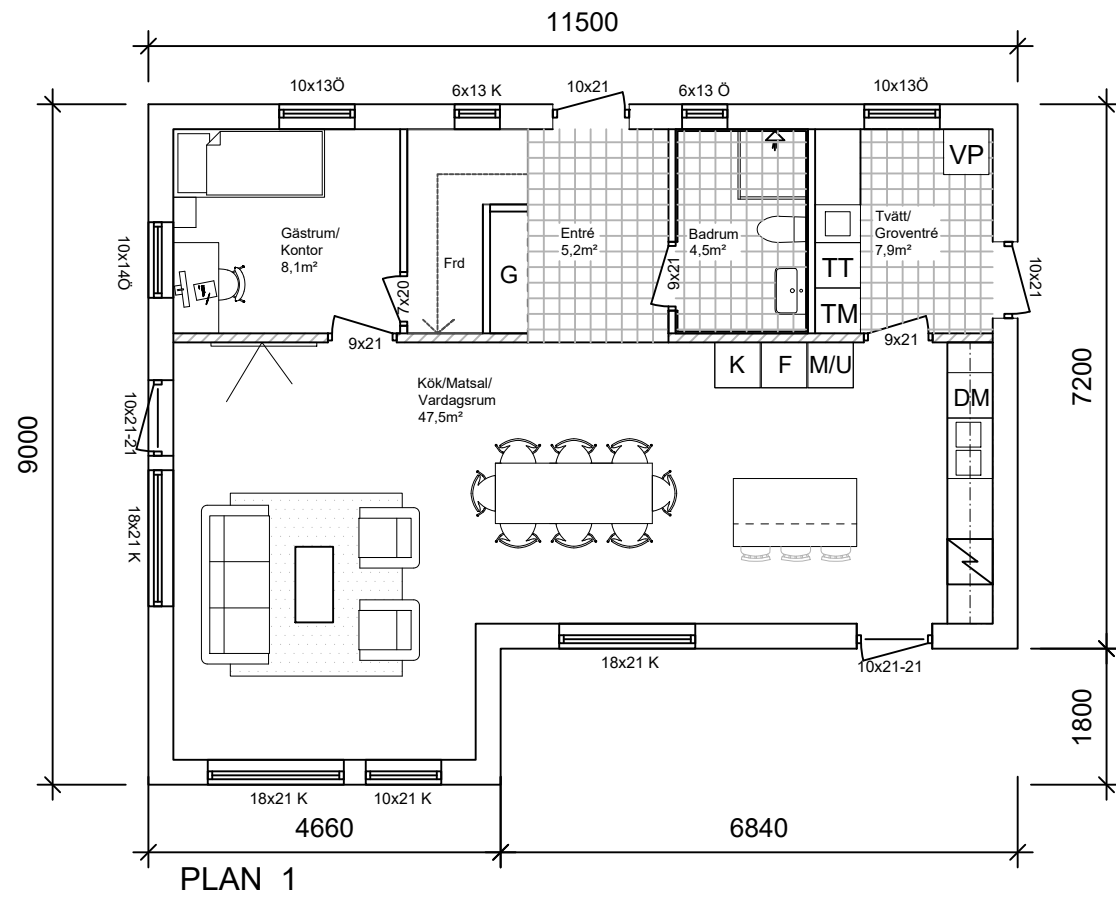 11500
10x13Ö
6x13 K
10x21
6x13 Ö
10x13Ö
VP
Gästrum/
Kontor
8,1m²
Frd
G
Entré
5,2m²
Badrum
4,5m²
Tvätt/
Groventré
7,9m²
TT
TM
10x14Ö
7x20
9x21
10x21
9x21
9x21
K
F
M/U
DM
Kök/Matsal/
Vardagsrum
47,5m²
10x21-21
18x21 K
9000
7200
1800
18x21 K
10x21-21
18x21 K
10x21 K
4660
6840
PLAN 1